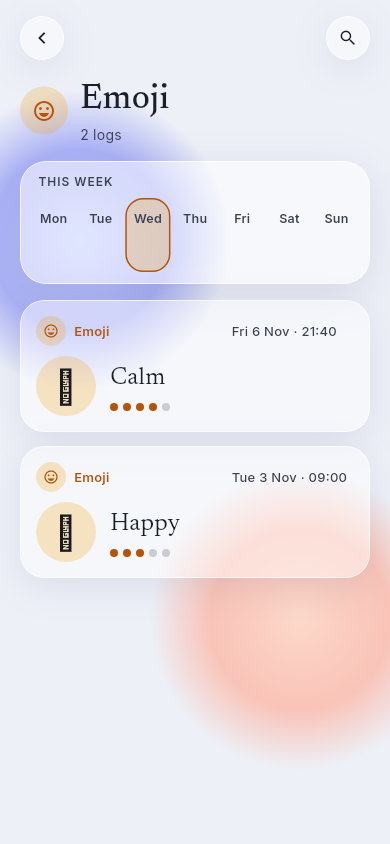 Emoji
2 logs
THIS WEEK
Mon Tue Wed Thu Fri Sat Sun
Emoji Fri 6 Nov · 21:40
NO GLYPH Calm
Emoji Tue 3 Nov · 09:00
NO GLYPH Happy